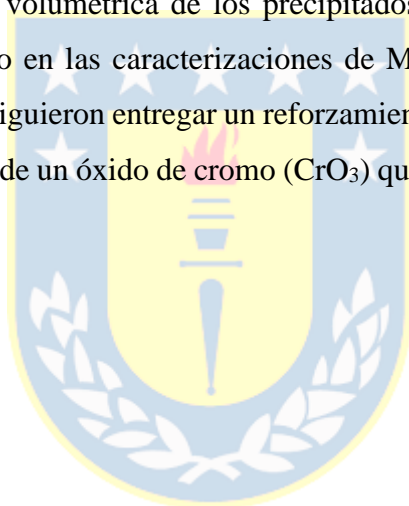 volumétrica de los precipitados
o en las caracterizaciones de M
iguieron entregar un reforzamien
de un óxido de cromo (CrO₃) qu